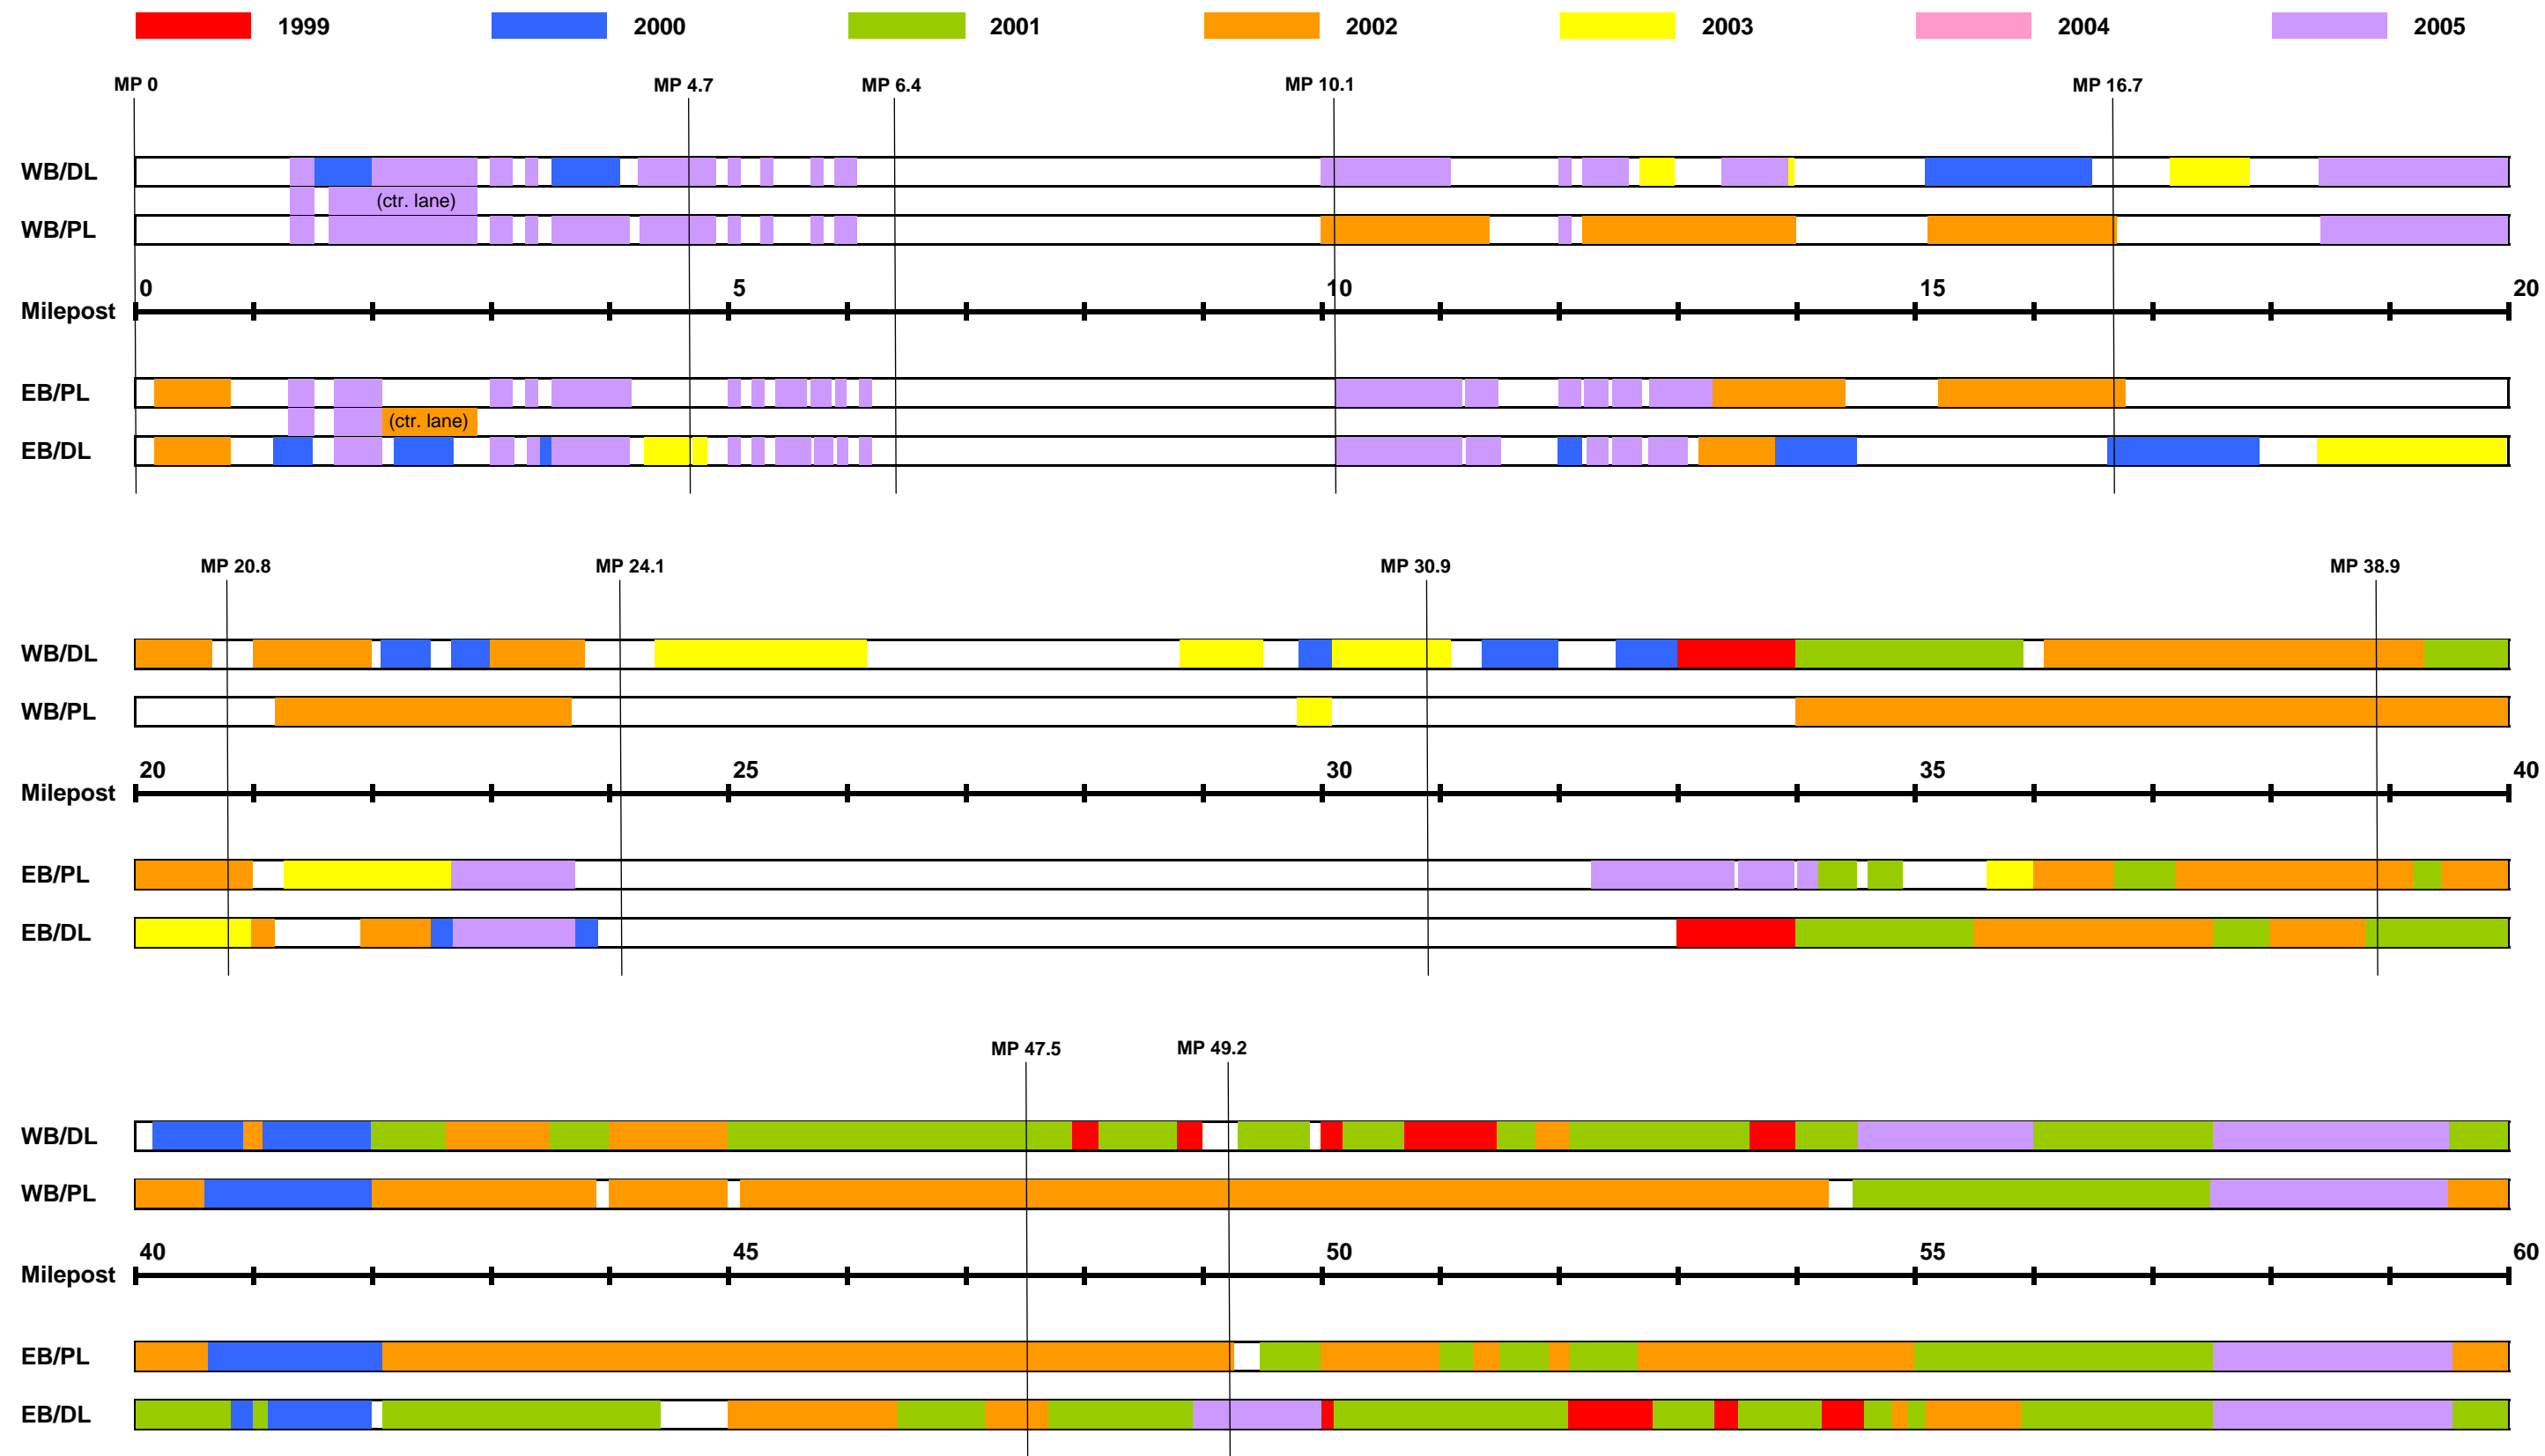 1999 2000 2001 2002 2003 2004 2005
MP 0 MP 4.7 MP 6.4 MP 10.1 MP 16.7
WB/DL
(ctr. lane)
WB/PL
0 5 10 15 20
Milepost
EB/PL
(ctr. lane)
EB/DL
MP 20.8 MP 24.1 MP 30.9 MP 38.9
WB/DL
WB/PL
20 25 30 35 40
Milepost
EB/PL
EB/DL
MP 47.5 MP 49.2
WB/DL
WB/PL
40 45 50 55 60
Milepost
EB/PL
EB/DL